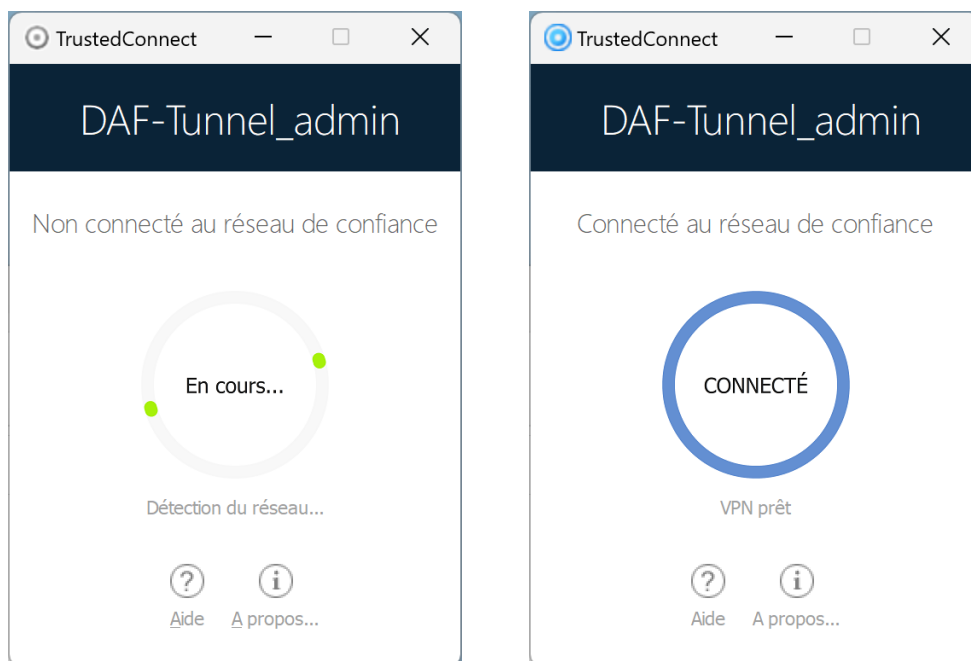 TrustedConnect
DAF-Tunnel_admin
Non connecté au réseau de confiance
En cours...
Détection du réseau...
?
i
Aide
A propos...
TrustedConnect
DAF-Tunnel_admin
Connecté au réseau de confiance
CONNECTÉ
VPN prêt
?
i
Aide
A propos...